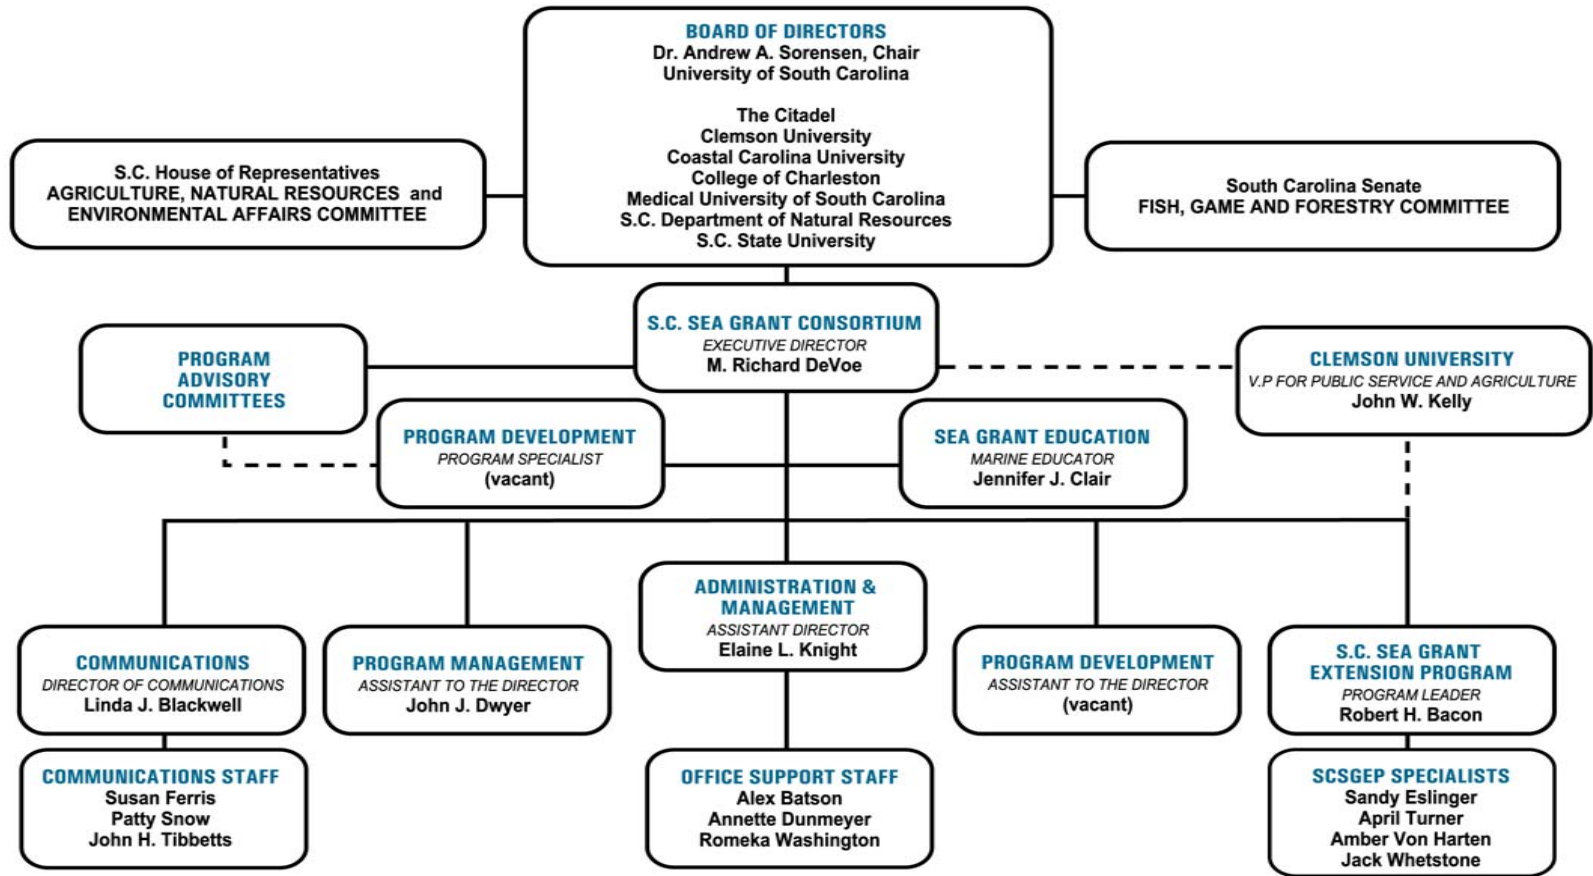 BOARD OF DIRECTORS
Dr. Andrew A. Sorensen, Chair
University of South Carolina
The Citadel
Clemson University
Coastal Carolina University
College of Charleston
Medical University of South Carolina
S.C. Department of Natural Resources
S.C. State University
S.C. House of Representatives
AGRICULTURE, NATURAL RESOURCES and
ENVIRONMENTAL AFFAIRS COMMITTEE
South Carolina Senate
FISH, GAME AND FORESTRY COMMITTEE
S.C. SEA GRANT CONSORTIUM
EXECUTIVE DIRECTOR
M. Richard DeVoe
PROGRAM
ADVISORY
COMMITTEES
CLEMSON UNIVERSITY
V.P FOR PUBLIC SERVICE AND AGRICULTURE
John W. Kelly
PROGRAM DEVELOPMENT
PROGRAM SPECIALIST
(vacant)
SEA GRANT EDUCATION
MARINE EDUCATOR
Jennifer J. Clair
ADMINISTRATION &
MANAGEMENT
ASSISTANT DIRECTOR
Elaine L. Knight
COMMUNICATIONS
DIRECTOR OF COMMUNICATIONS
Linda J. Blackwell
PROGRAM MANAGEMENT
ASSISTANT TO THE DIRECTOR
John J. Dwyer
PROGRAM DEVELOPMENT
ASSISTANT TO THE DIRECTOR
(vacant)
S.C. SEA GRANT
EXTENSION PROGRAM
PROGRAM LEADER
Robert H. Bacon
COMMUNICATIONS STAFF
Susan Ferris
Patty Snow
John H. Tibbetts
OFFICE SUPPORT STAFF
Alex Batson
Annette Dunmeyer
Romeka Washington
SCSGEP SPECIALISTS
Sandy Eslinger
April Turner
Amber Von Harten
Jack Whetstone